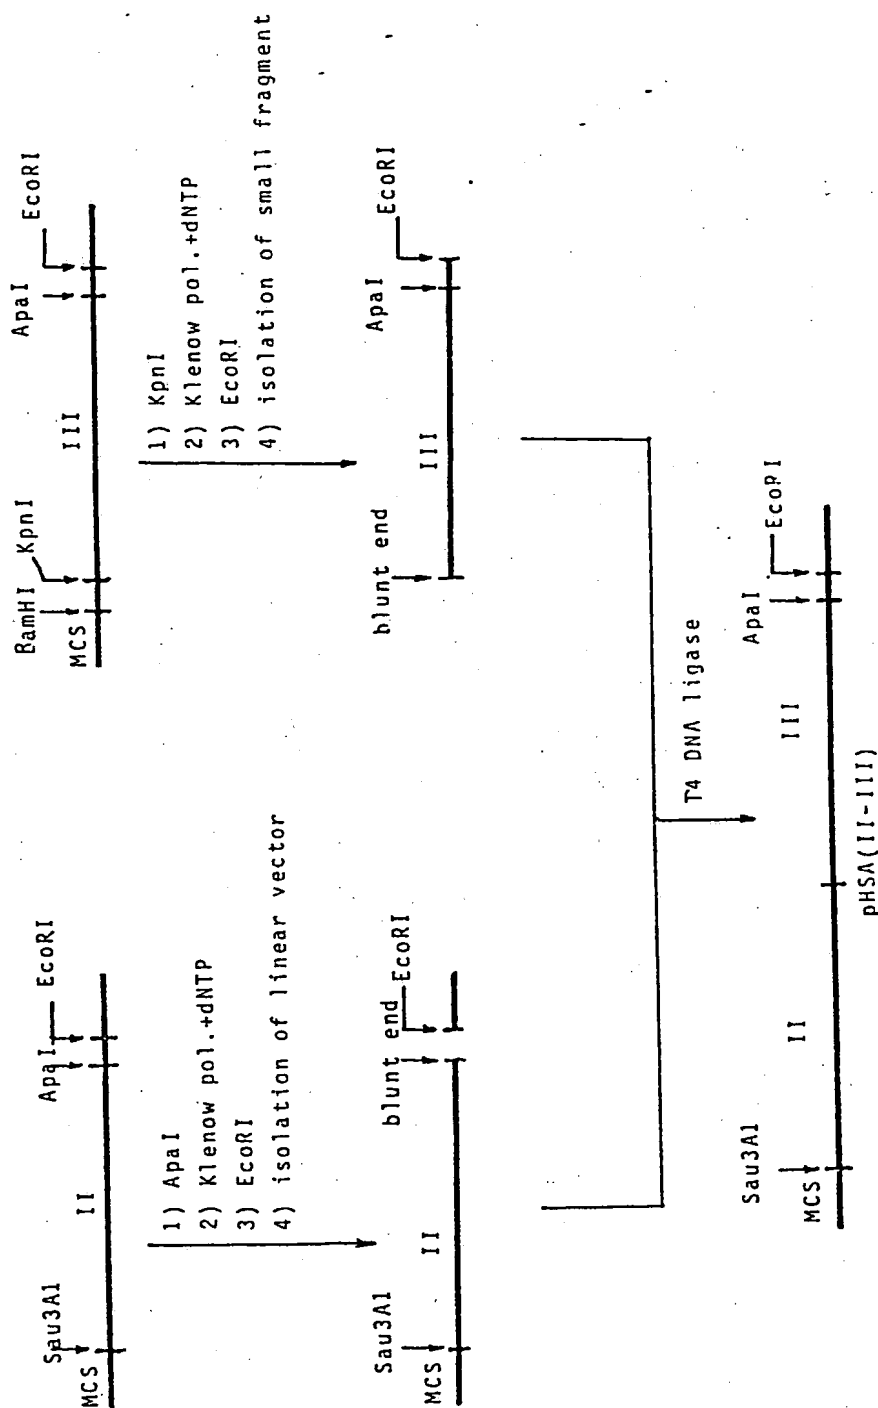 Sau3A1
ApaI
EcoRI
MCS
II
1) ApaI
2) Klenow pol.+dNTP
3) EcoRI
4) isolation of linear vector
Sau3A1
blunt end
EcoRI
MCS
II
BamHI
KpnI
ApaI
EcoRI
MCS
III
1) KpnI
2) Klenow pol.+dNTP
3) EcoRI
4) isolation of small fragment
blunt end
ApaI
EcoRI
III
T4 DNA ligase
Sau3A1
ApaI
EcoRI
MCS
II
III
pHSA(II-III)